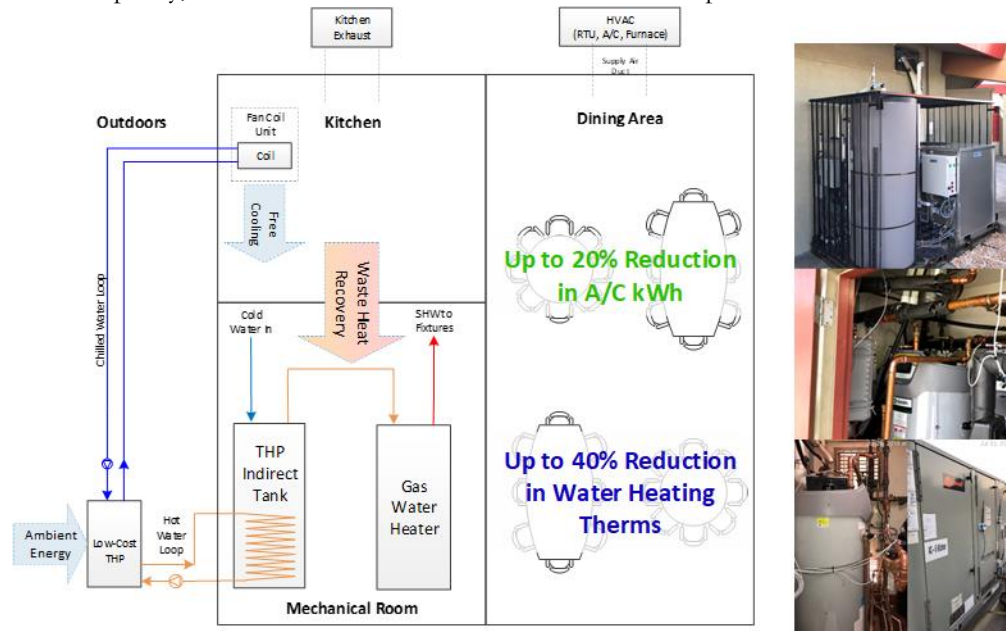 Kitchen
Exhaust
HVAC
(RTU, A/C, Furnace)
Supply Air
Duct
Outdoors
Fan Coil
Unit
Coil
Kitchen
Dining Area
Free
Cooling
Waste Heat
Recovery
Chilled Water Loop
Up to 20% Reduction
in A/C kWh
Cold
Water In
SHW to
Fixtures
THP
Indirect
Tank
Gas
Water
Heater
Up to 40% Reduction
in Water Heating
Therms
Ambient
Energy
Low-Cost
THP
Hot
Water
Loop
Mechanical Room